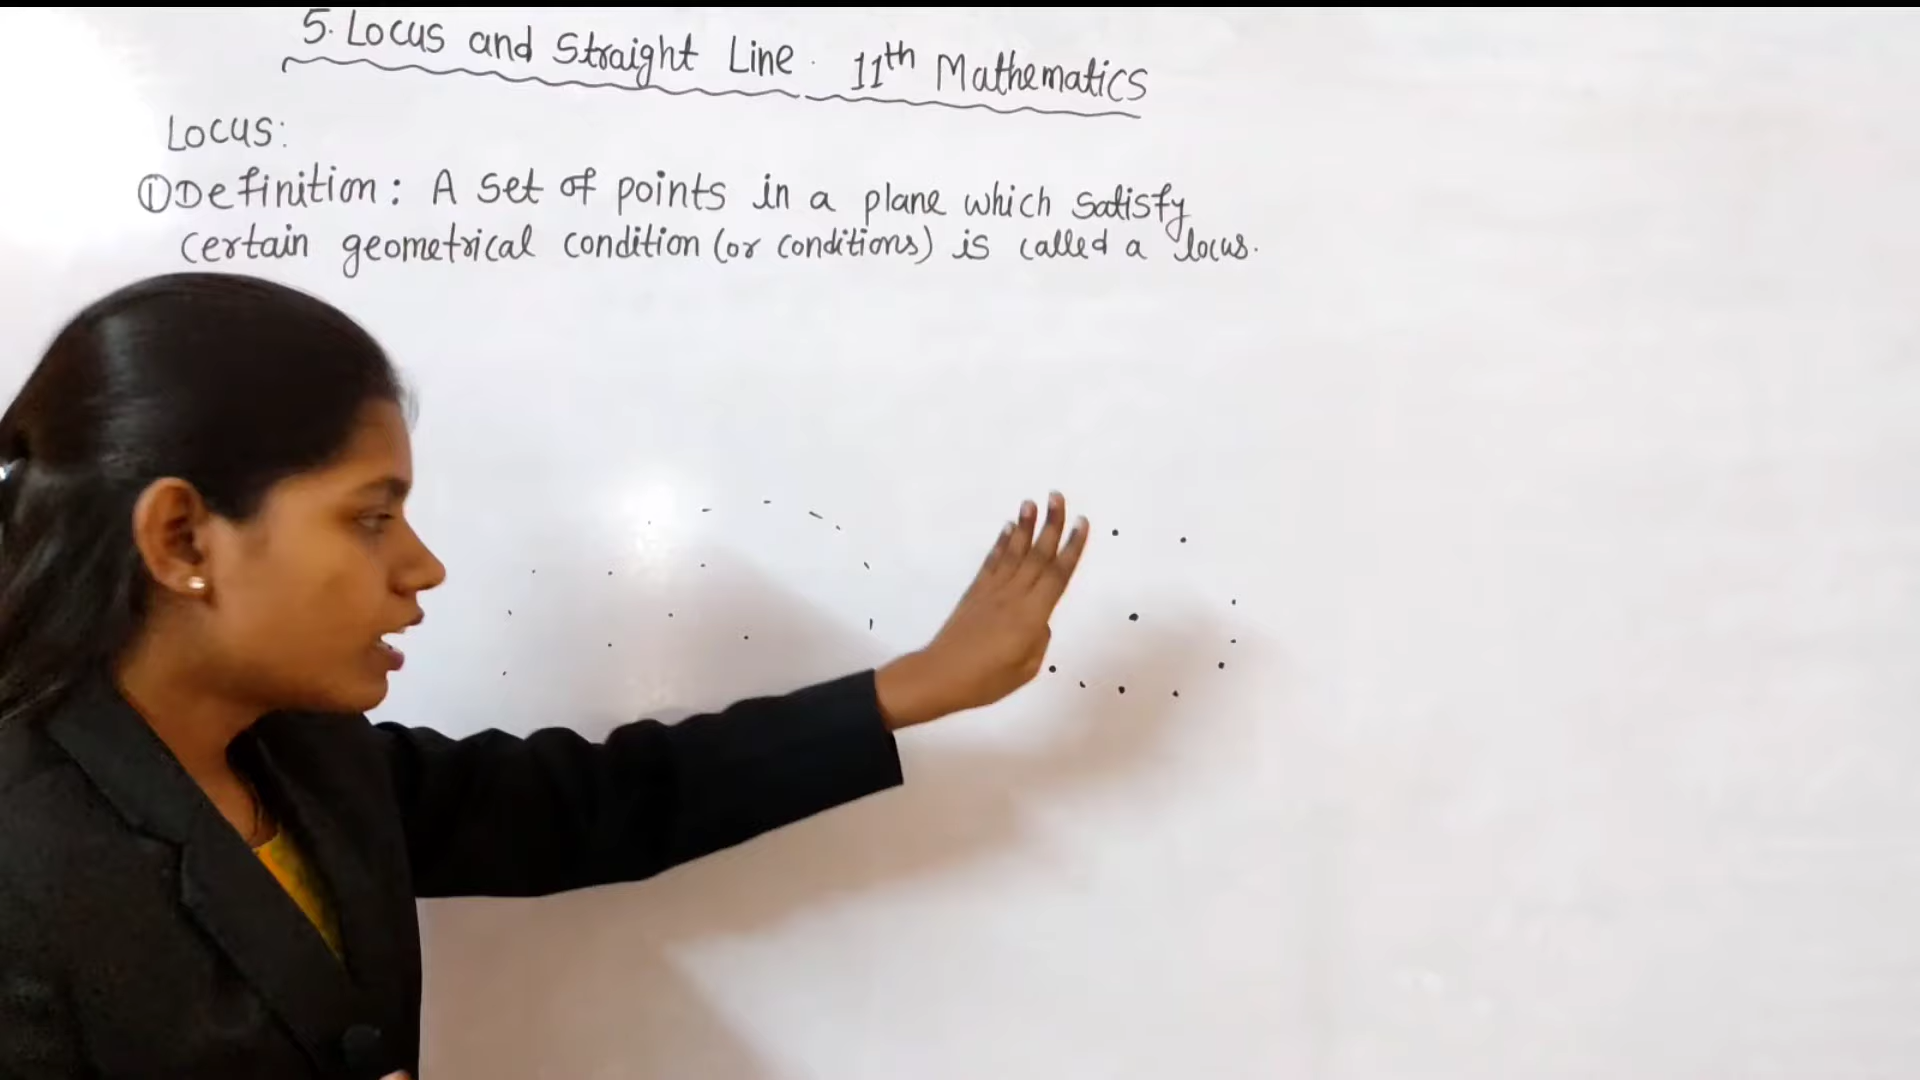 5. Locus and Straight Line. 11th Mathematics
Locus:
① Definition: A set of points in a plane which satisfy
certain geometrical condition (or conditions) is called a locus.